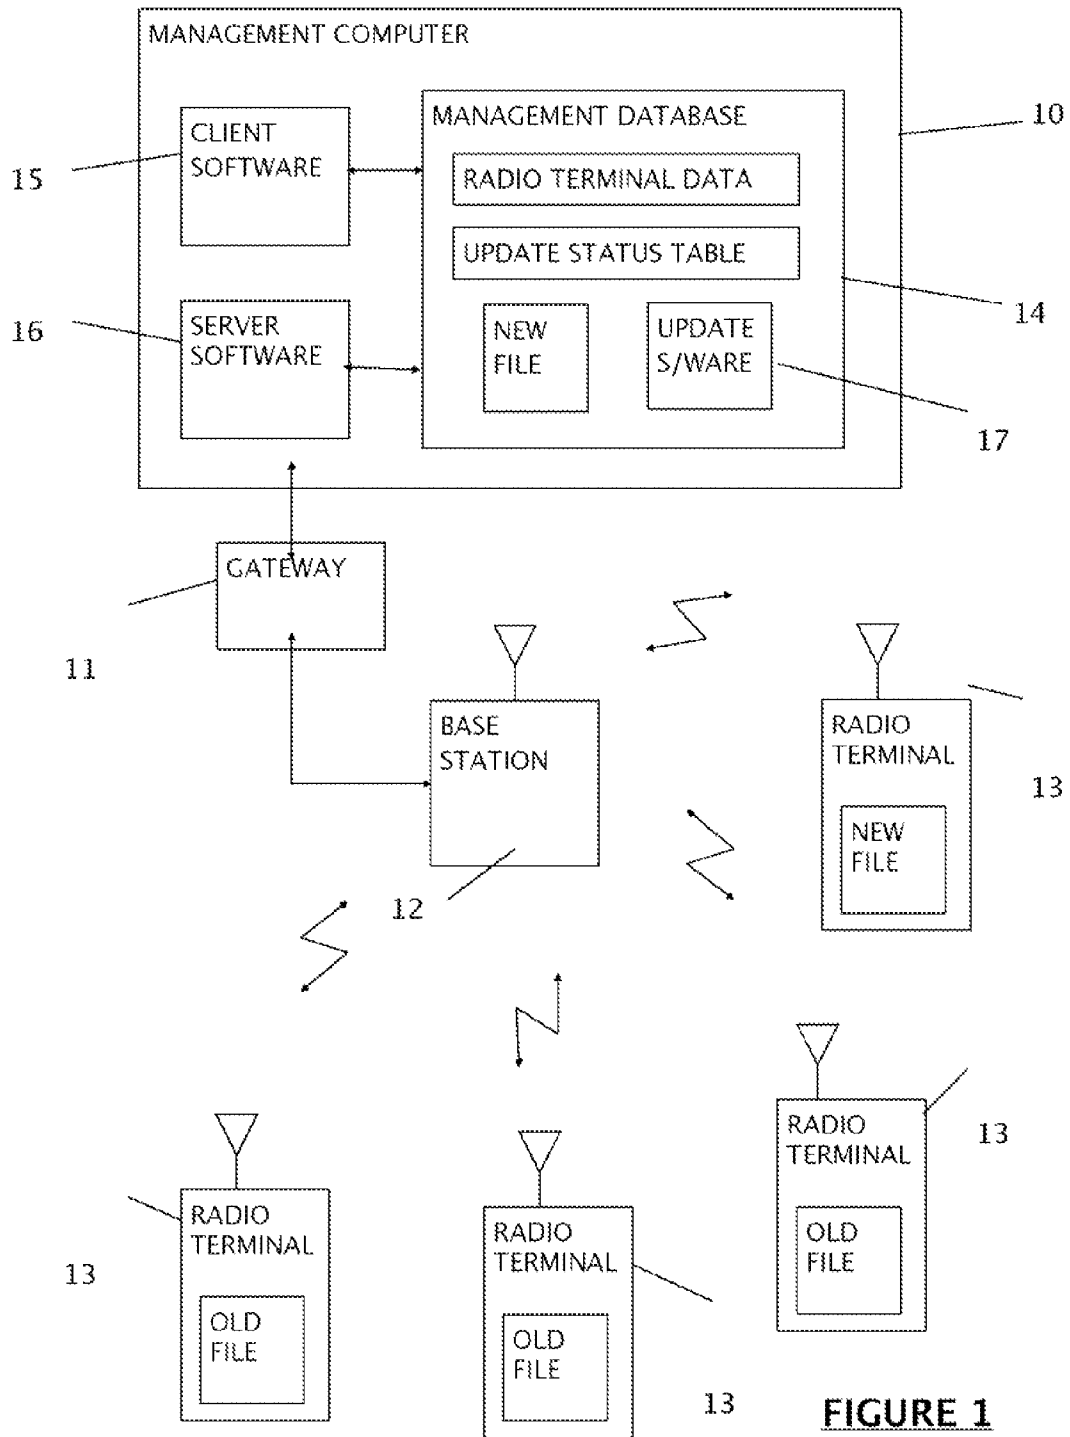 MANAGEMENT COMPUTER
CLIENT
SOFTWARE
MANAGEMENT DATABASE
10
15
RADIO TERMINAL DATA
UPDATE STATUS TABLE
14
16
SERVER
SOFTWARE
NEW
FILE
UPDATE
S/WARE
17
GATEWAY
11
BASE
STATION
RADIO
TERMINAL
13
NEW
FILE
12
RADIO
TERMINAL
13
OLD
FILE
RADIO
TERMINAL
13
OLD
FILE
RADIO
TERMINAL
OLD
FILE
13
FIGURE 1